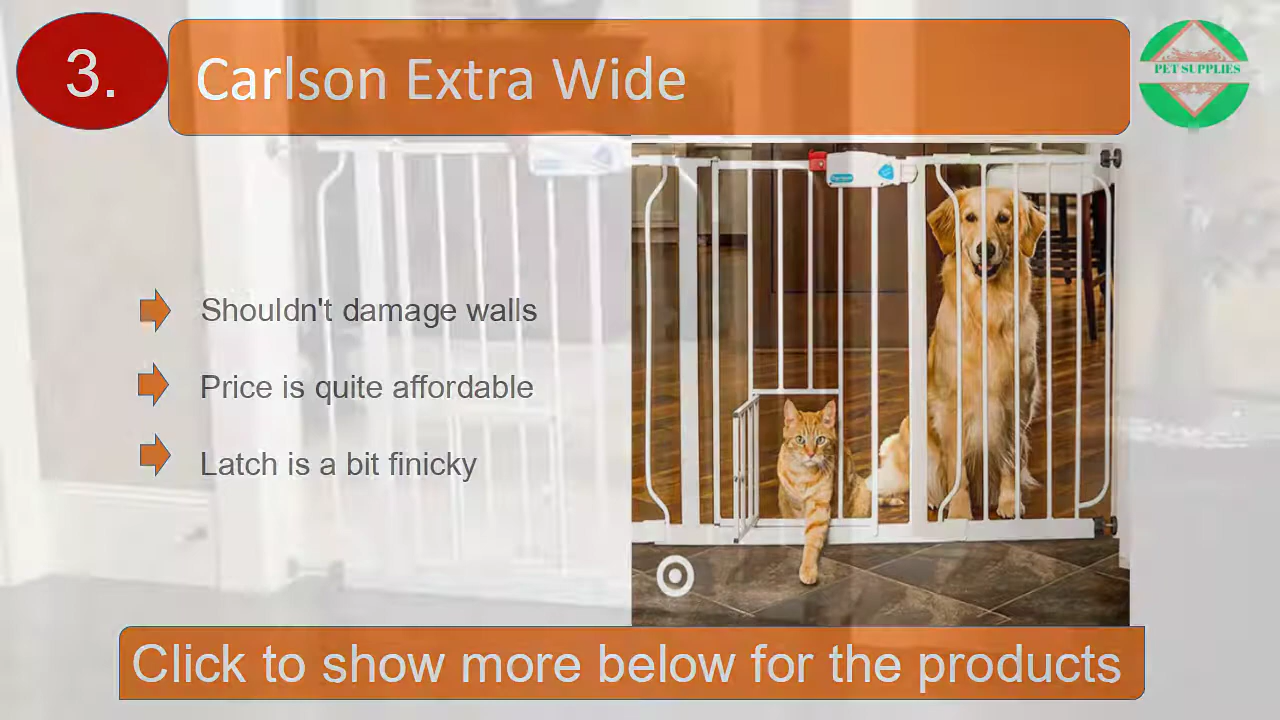 3.
Carlson Extra Wide
PET SUPPLIES
Shouldn't damage walls
Price is quite affordable
Latch is a bit finicky
Click to show more below for the products